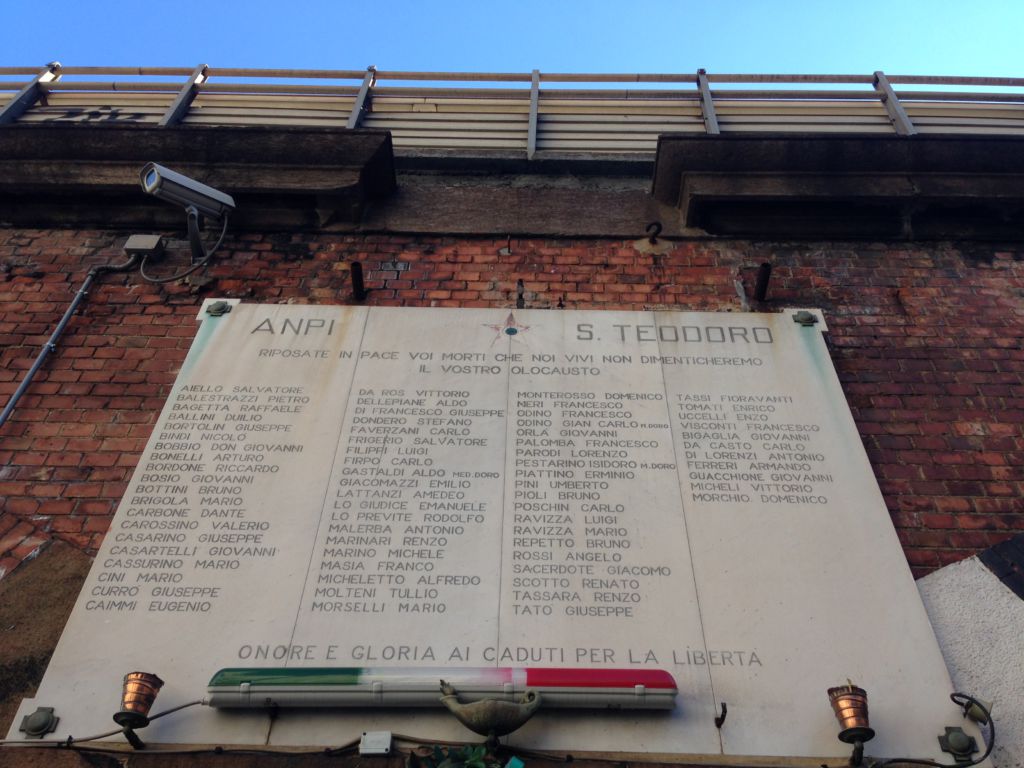 ANPI S. TEODORO
RIPOSATE IN PACE VOI MORTI CHE NOI VIVI NON DIMENTICHEREMO
IL VOSTRO OLOCAUSTO
AIELLO SALVATORE
BALESTRAZZI PIETRO
BAGETTA RAFFAELE
BALLINI DUILIO
BORTOLIN GIUSEPPE
BINDI NICOLÓ
BOBBIO DON GIOVANNI
BONELLI ARTURO
BORDONE RICCARDO
BOSIO GIOVANNI
BOTTINI BRUNO
BRIGOLA MARIO
CARBONE DANTE
CAROSSINO VALERIO
CASARINO GIUSEPPE
CASARTELLI GIOVANNI
CASSURINO MARIO
CINI MARIO
CURRÓ GIUSEPPE
CAIMMI EUGENIO
DA ROS VITTORIO
DELLEPIANE ALDO
DI FRANCESCO GIUSEPPE
DONDERO STEFANO
FAVERZANI CARLO
FRIGERIO SALVATORE
FILIPPI LUIGI
FIRPO CARLO
GASTALDI ALDO MED. DORO
GIACOMAZZI EMILIO
LATTANZI AMEDEO
LO GIUDICE EMANUELE
LO PREVITE RODOLFO
MALERBA ANTONIO
MARINARI RENZO
MARINO MICHELE
MASIA FRANCO
MICHELETTO ALFREDO
MOLTENI TULLIO
MORSELLI MARIO
MONTEROSSO DOMENICO
NERI FRANCESCO
ODINO FRANCESCO
ODINO GIAN CARLO M. DORO
ORLA GIOVANNI
PALOMBA FRANCESCO
PARODI LORENZO
PESTARINO ISIDORO M. DORO
PIATTINO ERMINIO
PINI UMBERTO
PIOLI BRUNO
POSCHIN CARLO
RAVIZZA LUIGI
RAVIZZA MARIO
REPETTO BRUNO
ROSSI ANGELO
SACERDOTE GIACOMO
SCOTTO RENATO
TASSARA RENZO
TATO GIUSEPPE
TASSI FIORAVANTI
TOMATI ENRICO
UCCELLI ENZO
VISCONTI FRANCESCO
BIGAGLIA GIOVANNI
DA CASTO CARLO
DI LORENZI ANTONIO
FERRERI ARMANDO
GUACCHIONE GIOVANNI
MICHELI VITTORIO
MORCHIO DOMENICO
ONORE E GLORIA AI CADUTI PER LA LIBERTÁ